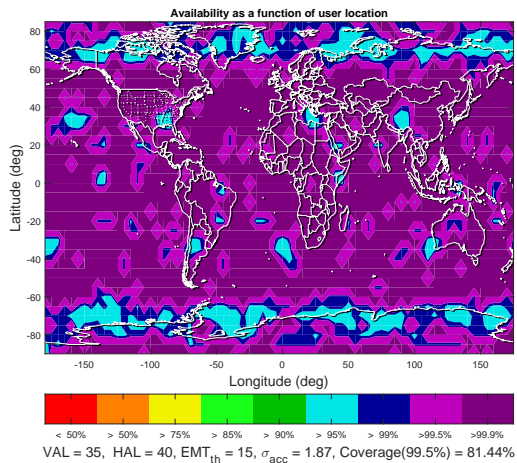 Availability as a function of user location
80
60
40
20
0
-20
-40
-60
-80
Latitude (deg)
-150 -100 -50 0 50 100 150
Longitude (deg)
< 50% > 50% > 75% > 85% > 90% > 95% > 99% >99.5% >99.9%
VAL = 35, HAL = 40, EMT_th = 15, σ_acc = 1.87, Coverage(99.5%) = 81.44%